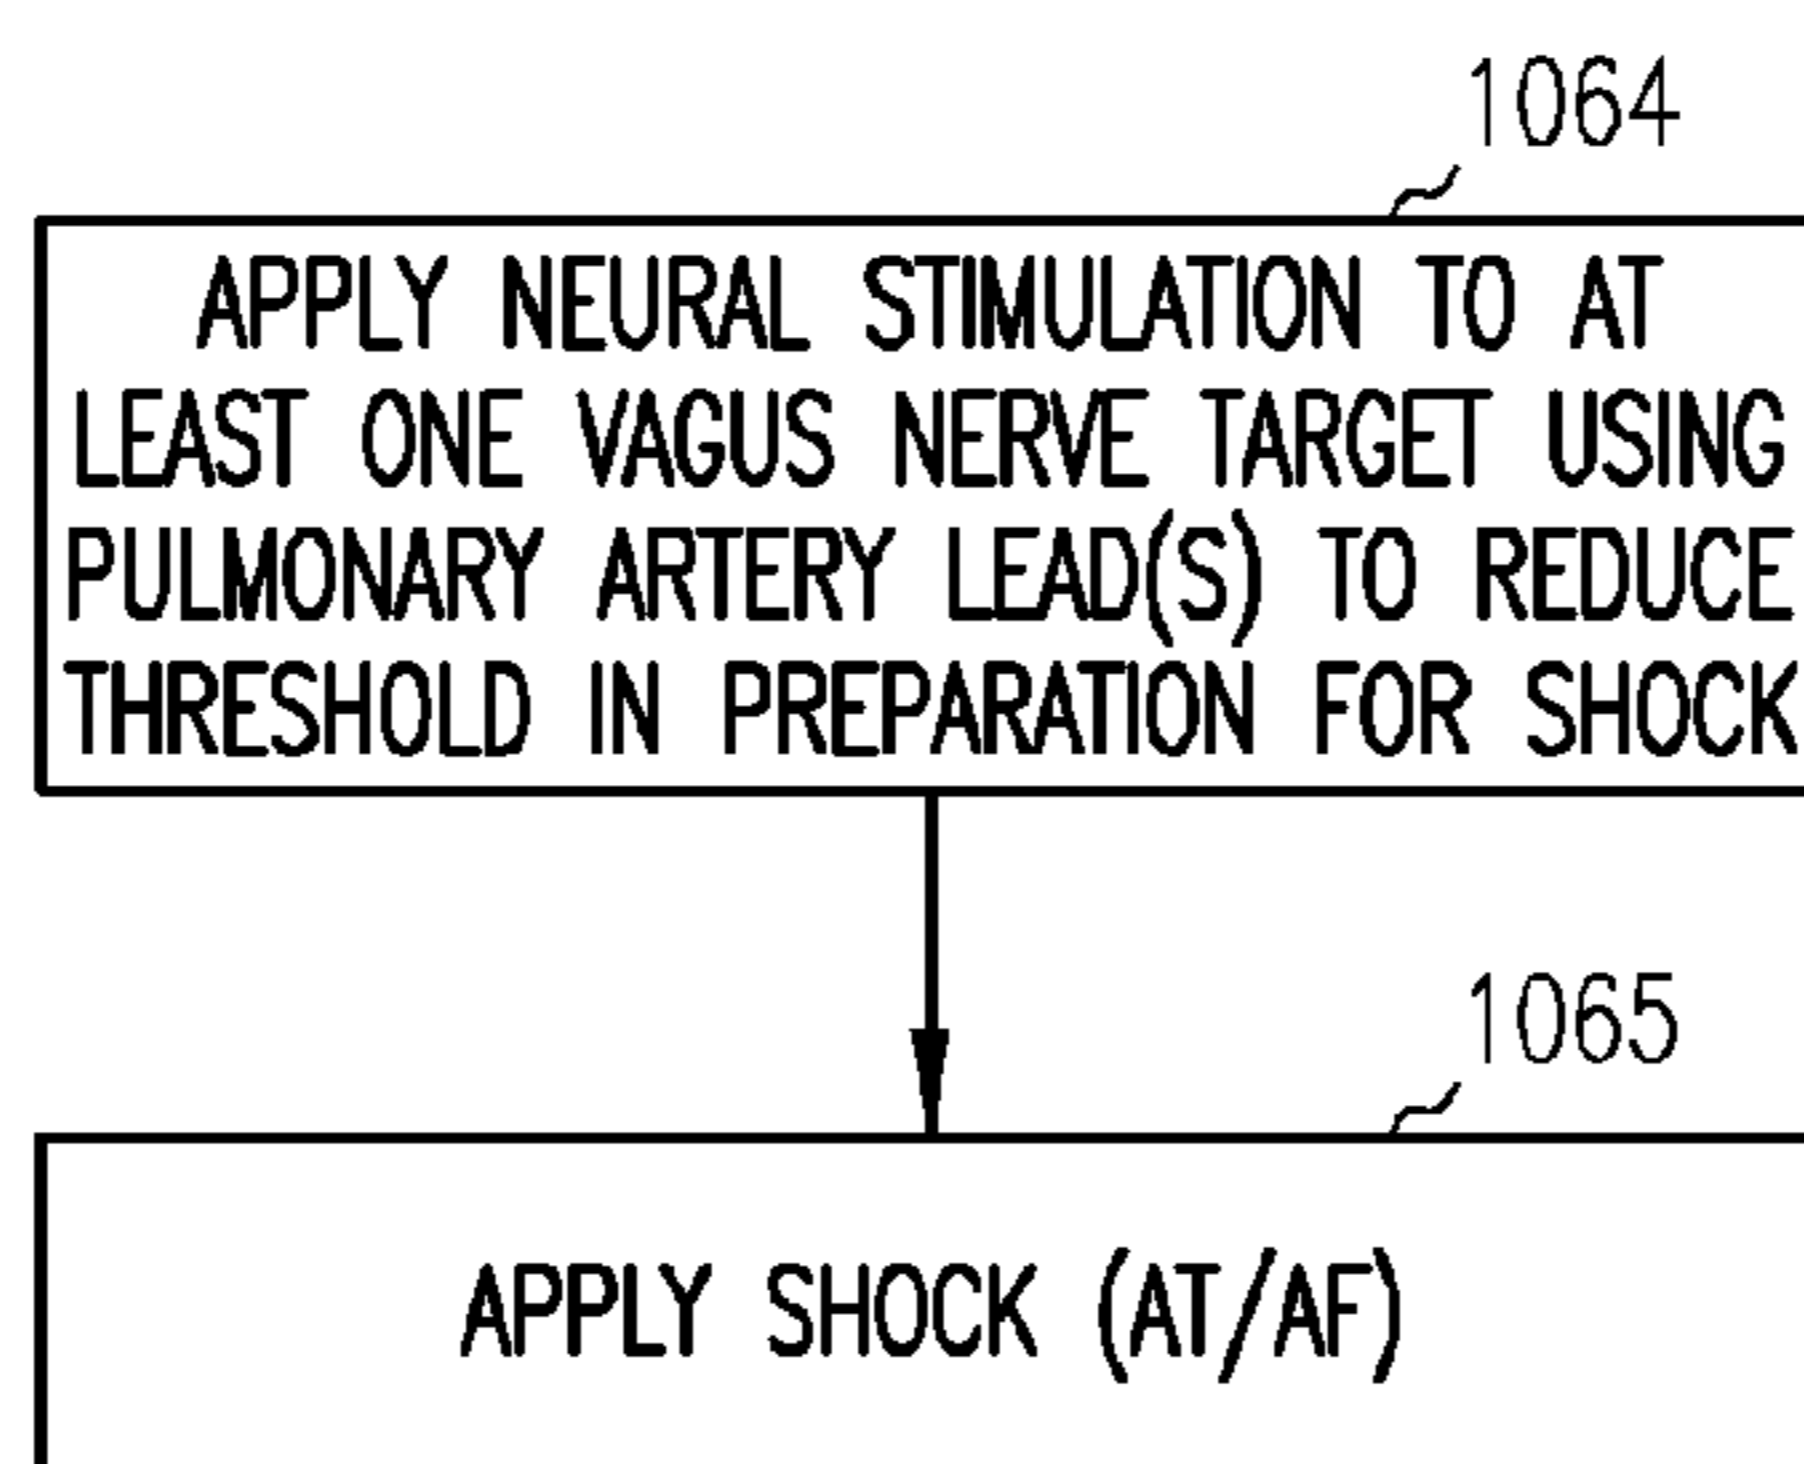 1064
APPLY NEURAL STIMULATION TO AT
LEAST ONE VAGUS NERVE TARGET USING
PULMONARY ARTERY LEAD(S) TO REDUCE
THRESHOLD IN PREPARATION FOR SHOCK
1065
APPLY SHOCK (AT/AF)